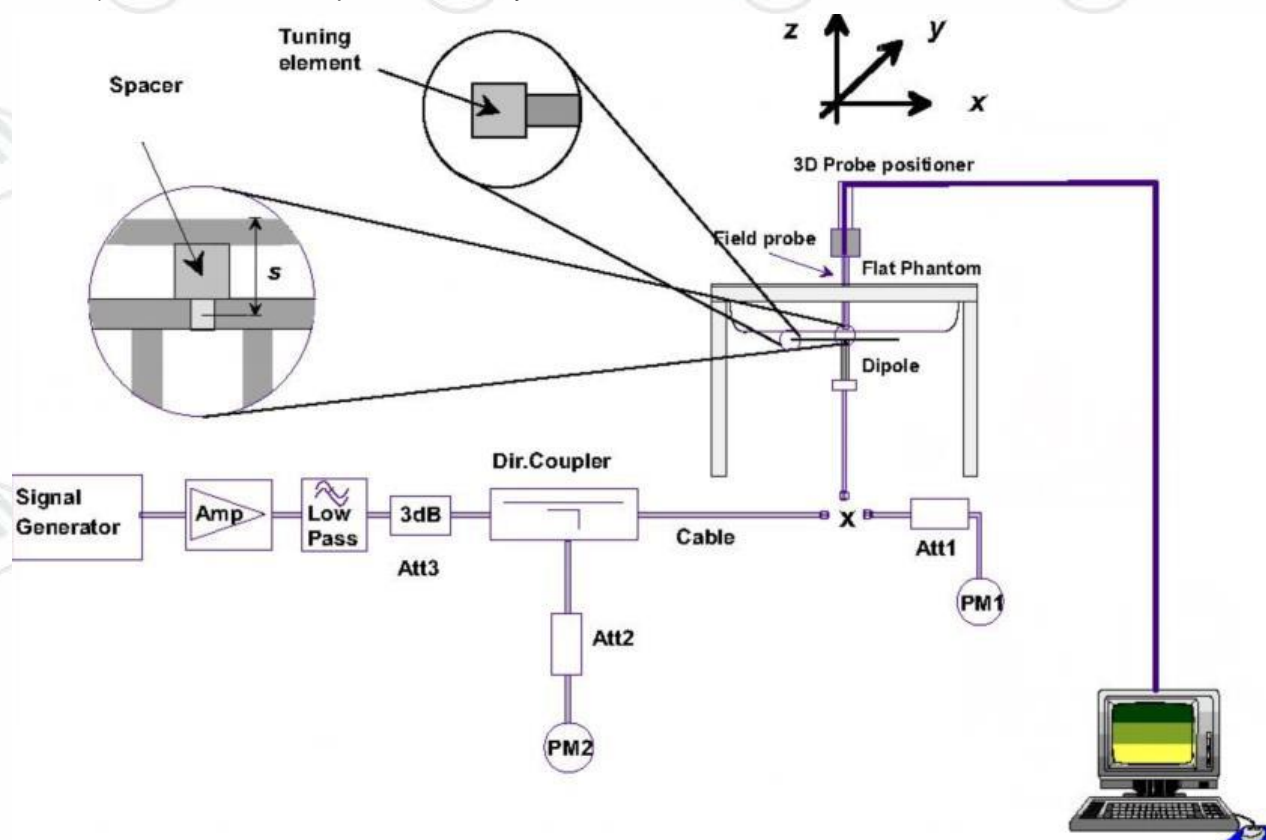 Tuning
element
Spacer
z
y
x
3D Probe positioner
Field probe
Flat Phantom
s
Dipole
Dir.Coupler
Signal
Generator
Amp
Low
Pass
3dB
Att3
Cable
x
Att1
PM1
Att2
PM2